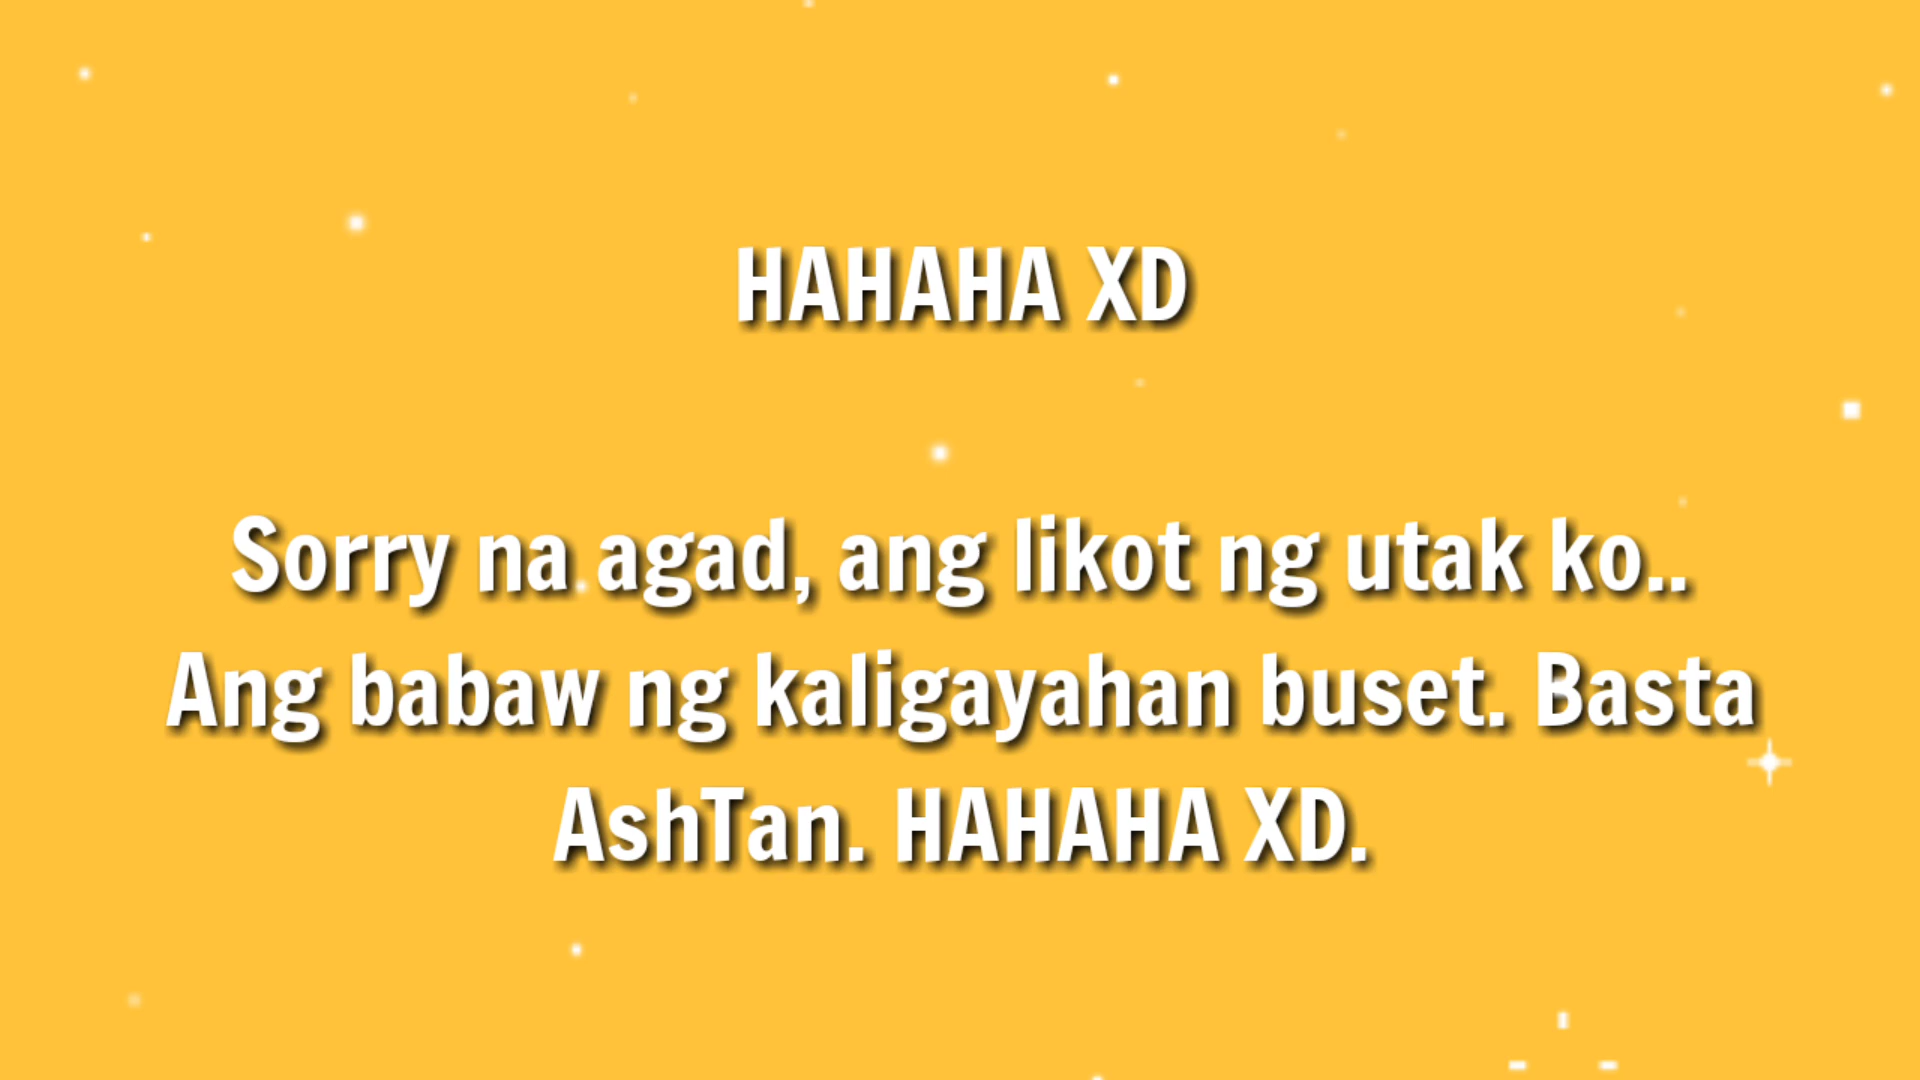 HAHAHA XD
Sorry na agad, ang likot ng utak ko..
Ang babaw ng kaligayahan buset. Basta
AshTan. HAHAHA XD.